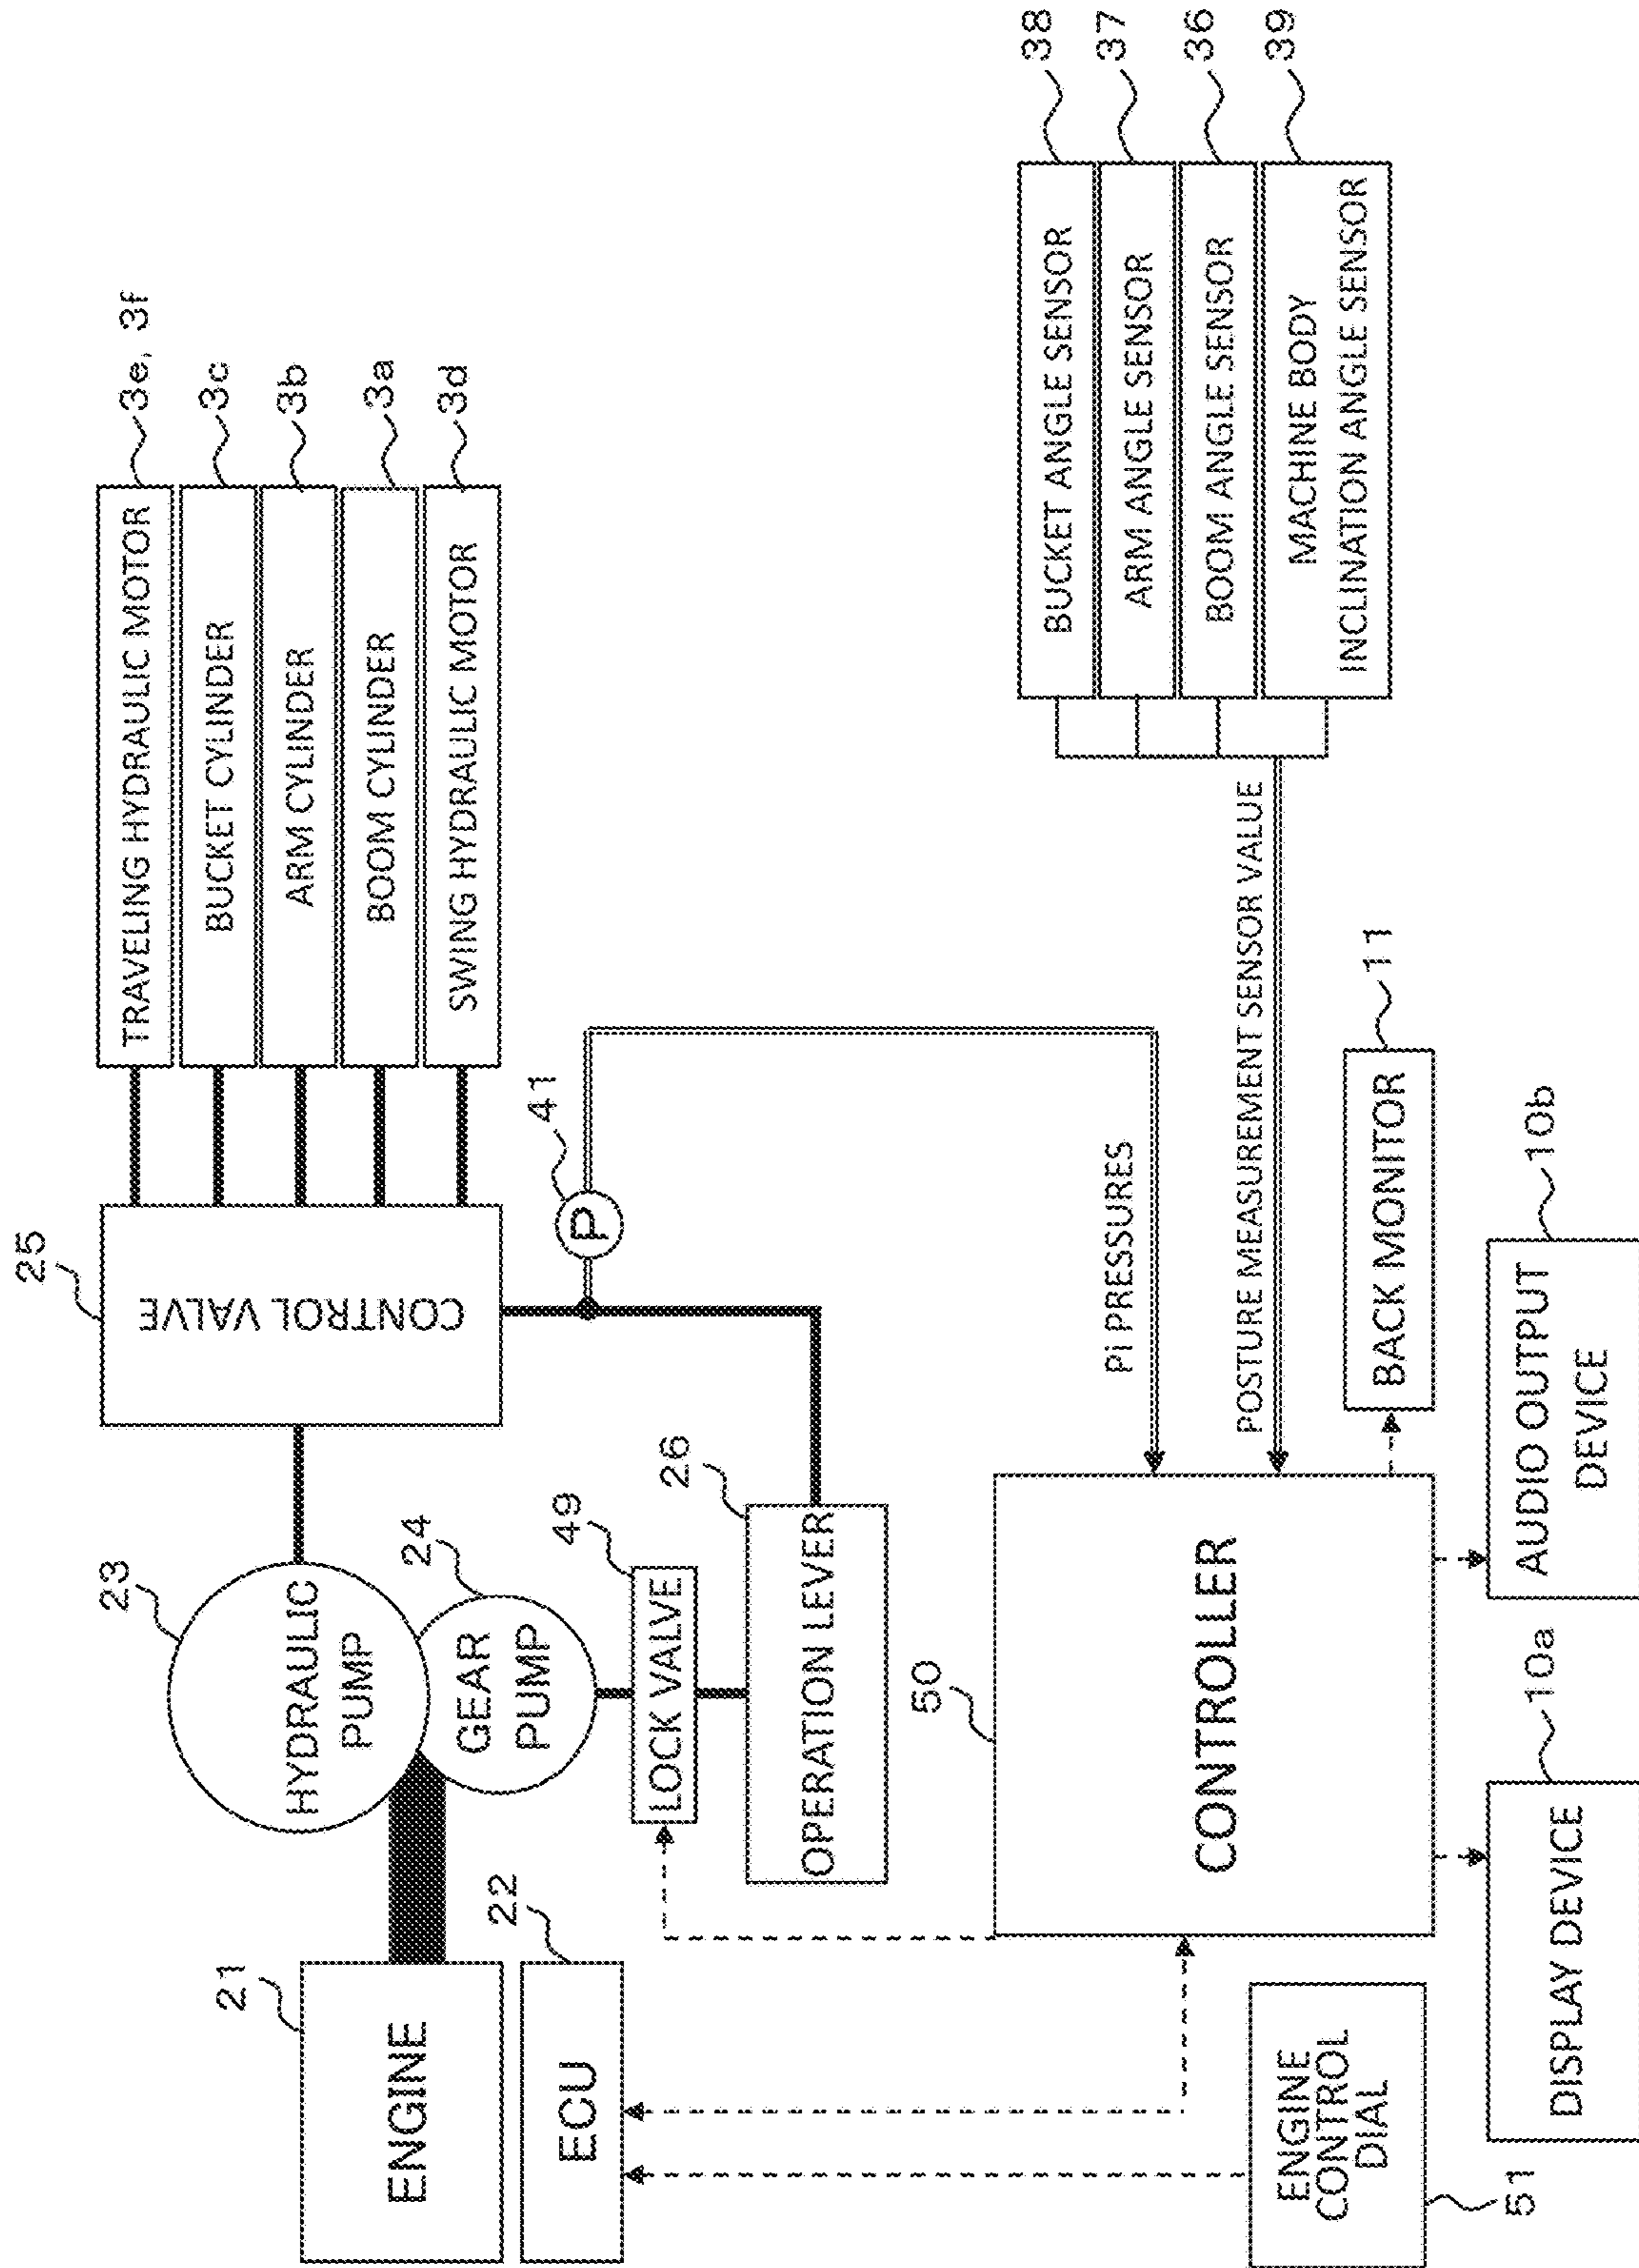 21
ENGINE
22
ECU
23
HYDRAULIC
PUMP
24
GEAR
PUMP
25
CONTROL VALVE
TRAVELING HYDRAULIC MOTOR
3e, 3f
BUCKET CYLINDER
3c
ARM CYLINDER
3b
BOOM CYLINDER
3a
SWING HYDRAULIC MOTOR
3d
41
P
49
LOCK VALVE
26
OPERATION LEVER
50
CONTROLLER
Pi PRESSURES
POSTURE MEASUREMENT SENSOR VALUE
BUCKET ANGLE SENSOR
38
ARM ANGLE SENSOR
37
BOOM ANGLE SENSOR
36
MACHINE BODY
INCLINATION ANGLE SENSOR
39
BACK MONITOR
11
ENGINE
CONTROL
DIAL
51
DISPLAY DEVICE
10a
AUDIO OUTPUT
DEVICE
10b